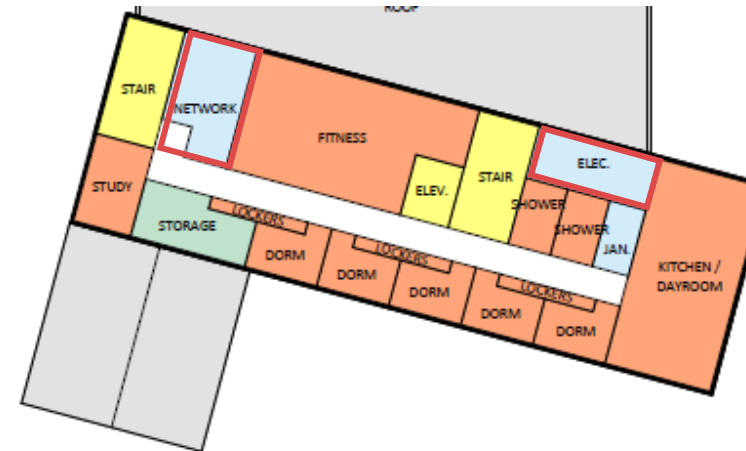 ROOF
STAIR
NETWORK
FITNESS
ELEC.
STAIR
ELEV.
STUDY
SHOWER
SHOWER
JAN.
STORAGE
LOCKERS
LOCKERS
LOCKERS
KITCHEN /
DAYROOM
DORM
DORM
DORM
DORM
DORM